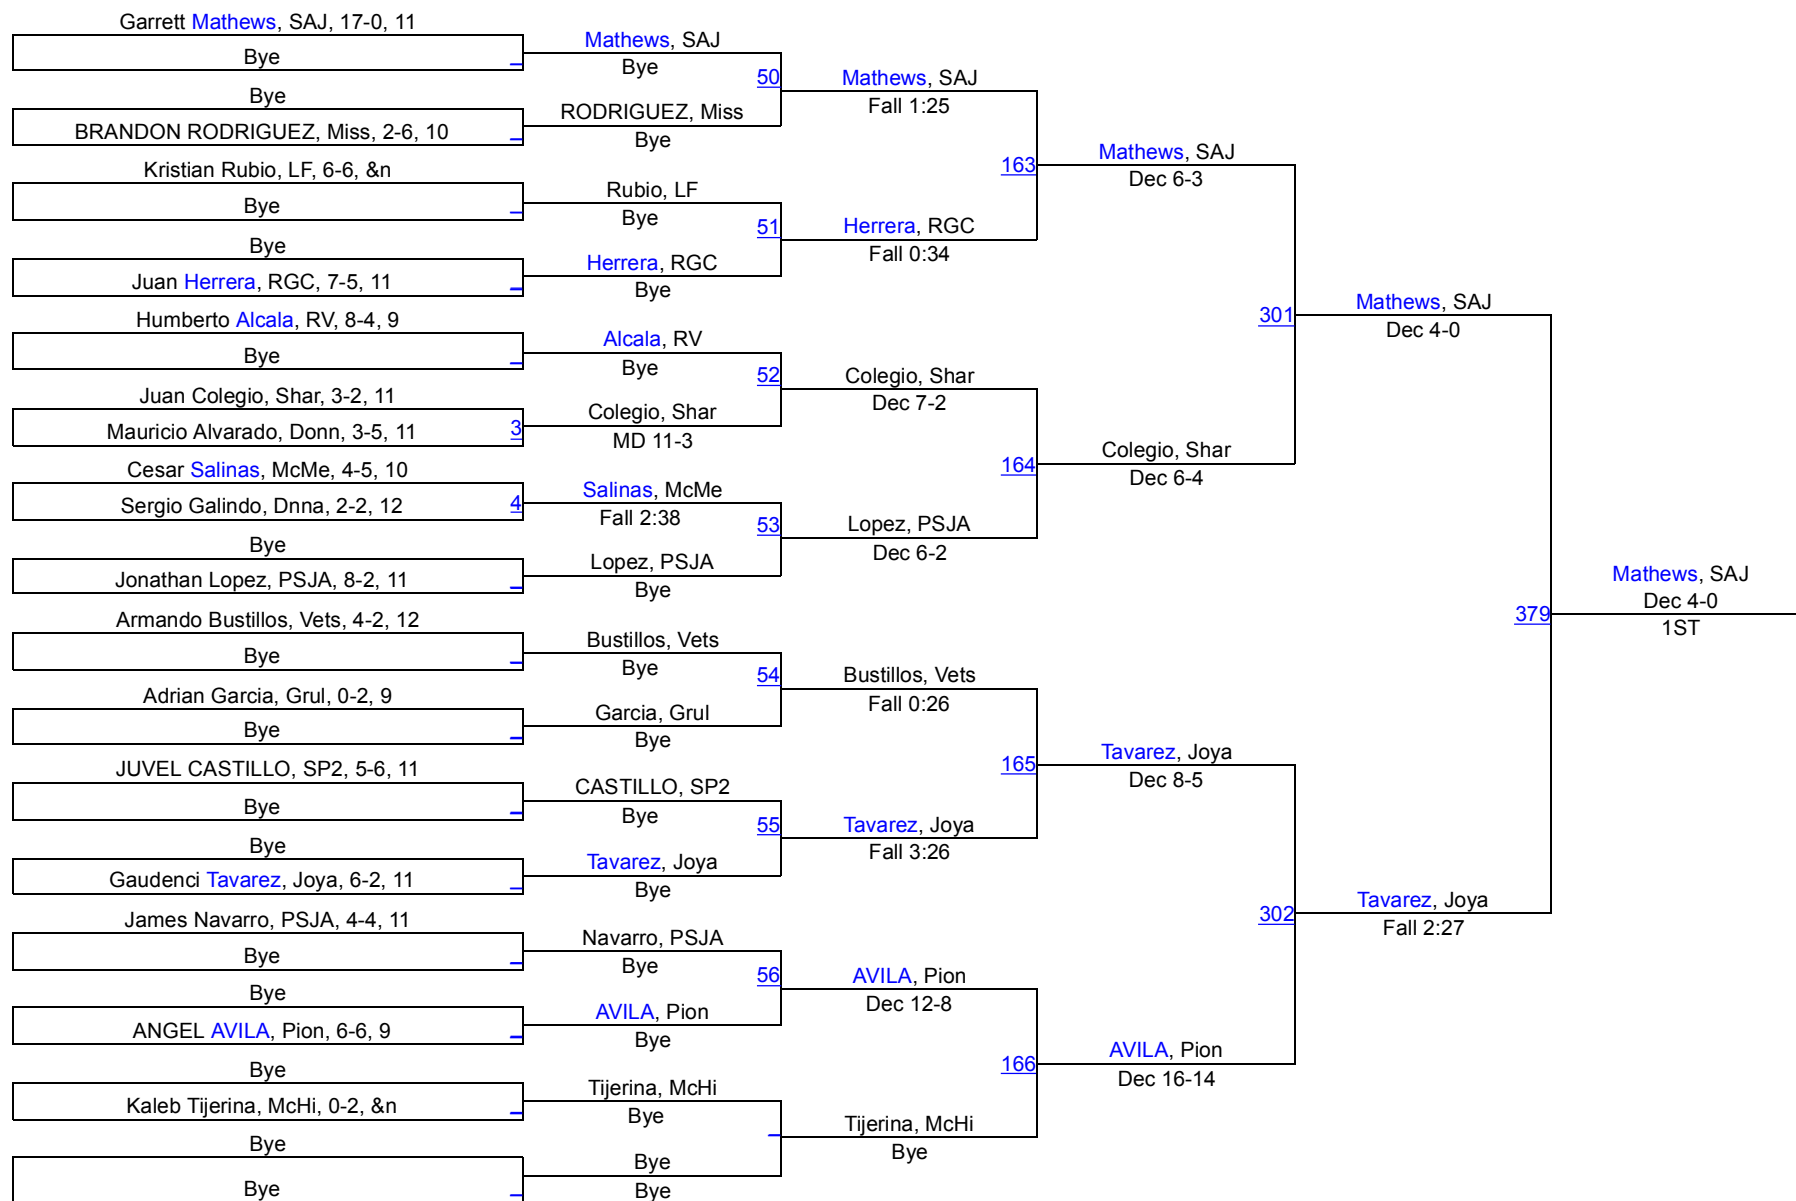 Garrett Mathews, SAJ, 17-0, 11
Bye
Bye
BRANDON RODRIGUEZ, Miss, 2-6, 10
Kristian Rubio, LF, 6-6, &n
Bye
Bye
Juan Herrera, RGC, 7-5, 11
Humberto Alcala, RV, 8-4, 9
Bye
Juan Colegio, Shar, 3-2, 11
Mauricio Alvarado, Donn, 3-5, 11
3
Cesar Salinas, McMe, 4-5, 10
Sergio Galindo, Dnna, 2-2, 12
4
Bye
Jonathan Lopez, PSJA, 8-2, 11
Armando Bustillos, Vets, 4-2, 12
Bye
Adrian Garcia, Grul, 0-2, 9
Bye
JUVEL CASTILLO, SP2, 5-6, 11
Bye
Bye
Gaudenci Tavarez, Joya, 6-2, 11
James Navarro, PSJA, 4-4, 11
Bye
Bye
ANGEL AVILA, Pion, 6-6, 9
Bye
Kaleb Tijerina, McHi, 0-2, &n
Bye
Bye
Mathews, SAJ
Bye
50
RODRIGUEZ, Miss
Bye
Rubio, LF
Bye
51
Herrera, RGC
Bye
Alcala, RV
Bye
52
Colegio, Shar
MD 11-3
Salinas, McMe
Fall 2:38
53
Lopez, PSJA
Bye
Bustillos, Vets
Bye
54
Garcia, Grul
Bye
CASTILLO, SP2
Bye
55
Tavarez, Joya
Bye
Navarro, PSJA
Bye
56
AVILA, Pion
Bye
Tijerina, McHi
Bye
Bye
Bye
Mathews, SAJ
Fall 1:25
163
Herrera, RGC
Fall 0:34
Colegio, Shar
Dec 7-2
164
Lopez, PSJA
Dec 6-2
Bustillos, Vets
Fall 0:26
165
Tavarez, Joya
Fall 3:26
AVILA, Pion
Dec 12-8
166
Tijerina, McHi
Bye
Mathews, SAJ
Dec 6-3
301
Colegio, Shar
Dec 6-4
Tavarez, Joya
Dec 8-5
302
AVILA, Pion
Dec 16-14
Mathews, SAJ
Dec 4-0
379
Tavarez, Joya
Fall 2:27
Mathews, SAJ
Dec 4-0
1ST